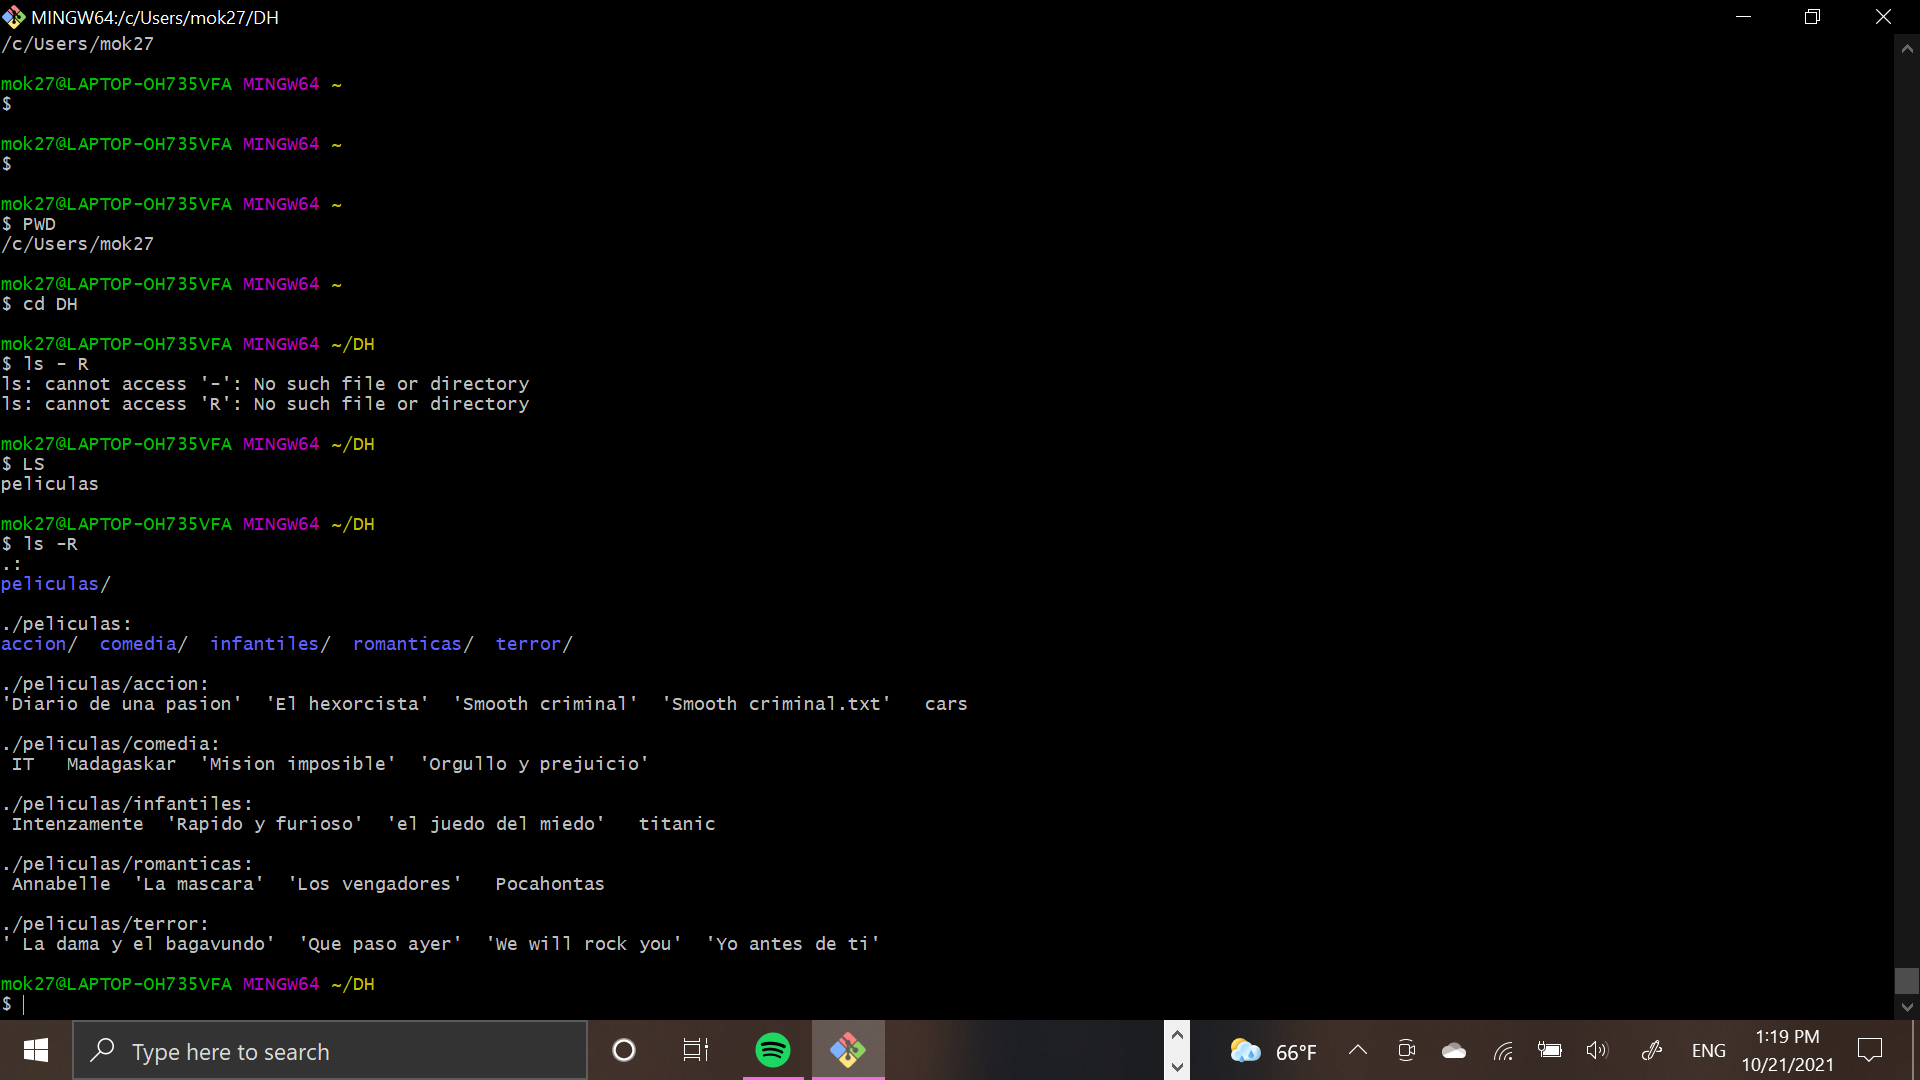 MINGW64:/c/Users/mok27/DH
/c/Users/mok27
mok27@LAPTOP-OH735VFA MINGW64 ~
$
mok27@LAPTOP-OH735VFA MINGW64 ~
$
mok27@LAPTOP-OH735VFA MINGW64 ~
$ PWD
/c/Users/mok27
mok27@LAPTOP-OH735VFA MINGW64 ~
$ cd DH
mok27@LAPTOP-OH735VFA MINGW64 ~/DH
$ ls - R
ls: cannot access '-': No such file or directory
ls: cannot access 'R': No such file or directory
mok27@LAPTOP-OH735VFA MINGW64 ~/DH
$ LS
peliculas
mok27@LAPTOP-OH735VFA MINGW64 ~/DH
$ ls -R
.:
peliculas/
./peliculas:
accion/  comedia/  infantiles/  romanticas/  terror/
./peliculas/accion:
'Diario de una pasion'  'El hexorcista'  'Smooth criminal'  'Smooth criminal.txt'   cars
./peliculas/comedia:
 IT   Madagaskar  'Mision imposible'  'Orgullo y prejuicio'
./peliculas/infantiles:
 Intenzamente  'Rapido y furioso'  'el juedo del miedo'   titanic
./peliculas/romanticas:
 Annabelle  'La mascara'  'Los vengadores'   Pocahontas
./peliculas/terror:
' La dama y el bagavundo'  'Que paso ayer'  'We will rock you'  'Yo antes de ti'
mok27@LAPTOP-OH735VFA MINGW64 ~/DH
$
Type here to search
66°F
ENG
1:19 PM
10/21/2021